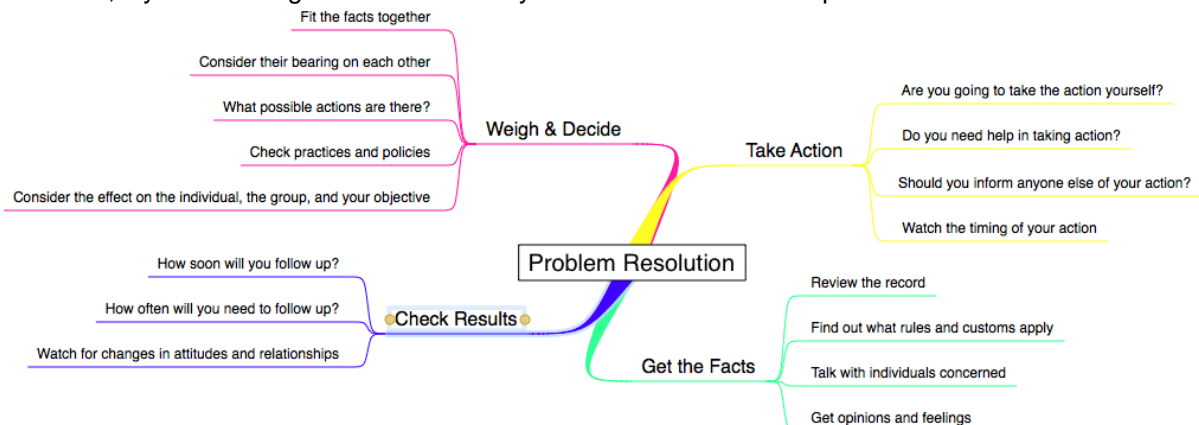 Fit the facts together
Consider their bearing on each other
What possible actions are there?
Check practices and policies
Consider the effect on the individual, the group, and your objective
Weigh & Decide
Take Action
Are you going to take the action yourself?
Do you need help in taking action?
Should you inform anyone else of your action?
Watch the timing of your action
Problem Resolution
How soon will you follow up?
How often will you need to follow up?
Watch for changes in attitudes and relationships
Check Results
Get the Facts
Review the record
Find out what rules and customs apply
Talk with individuals concerned
Get opinions and feelings